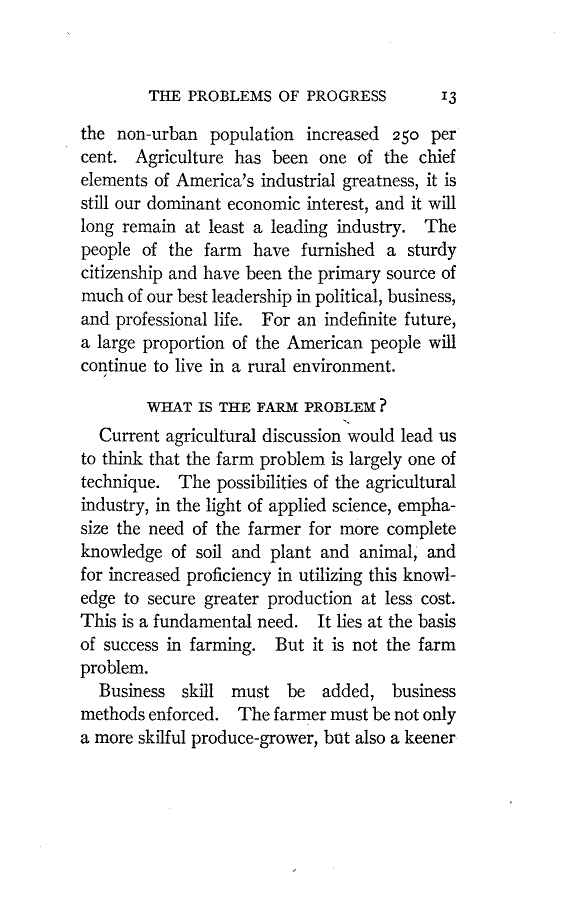 THE PROBLEMS OF PROGRESS 13
the non-urban population increased 250 per
cent. Agriculture has been one of the chief
elements of America's industrial greatness, it is
still our dominant economic interest, and it will
long remain at least a leading industry. The
people of the farm have furnished a sturdy
citizenship and have been the primary source of
much of our best leadership in political, business,
and professional life. For an indefinite future,
a large proportion of the American people will
continue to live in a rural environment.
WHAT IS THE FARM PROBLEM?
Current agricultural discussion would lead us
to think that the farm problem is largely one of
technique. The possibilities of the agricultural
industry, in the light of applied science, empha-
size the need of the farmer for more complete
knowledge of soil and plant and animal, and
for increased proficiency in utilizing this knowl-
edge to secure greater production at less cost.
This is a fundamental need. It lies at the basis
of success in farming. But it is not the farm
problem.
Business skill must be added, business
methods enforced. The farmer must be not only
a more skilful produce-grower, but also a keener